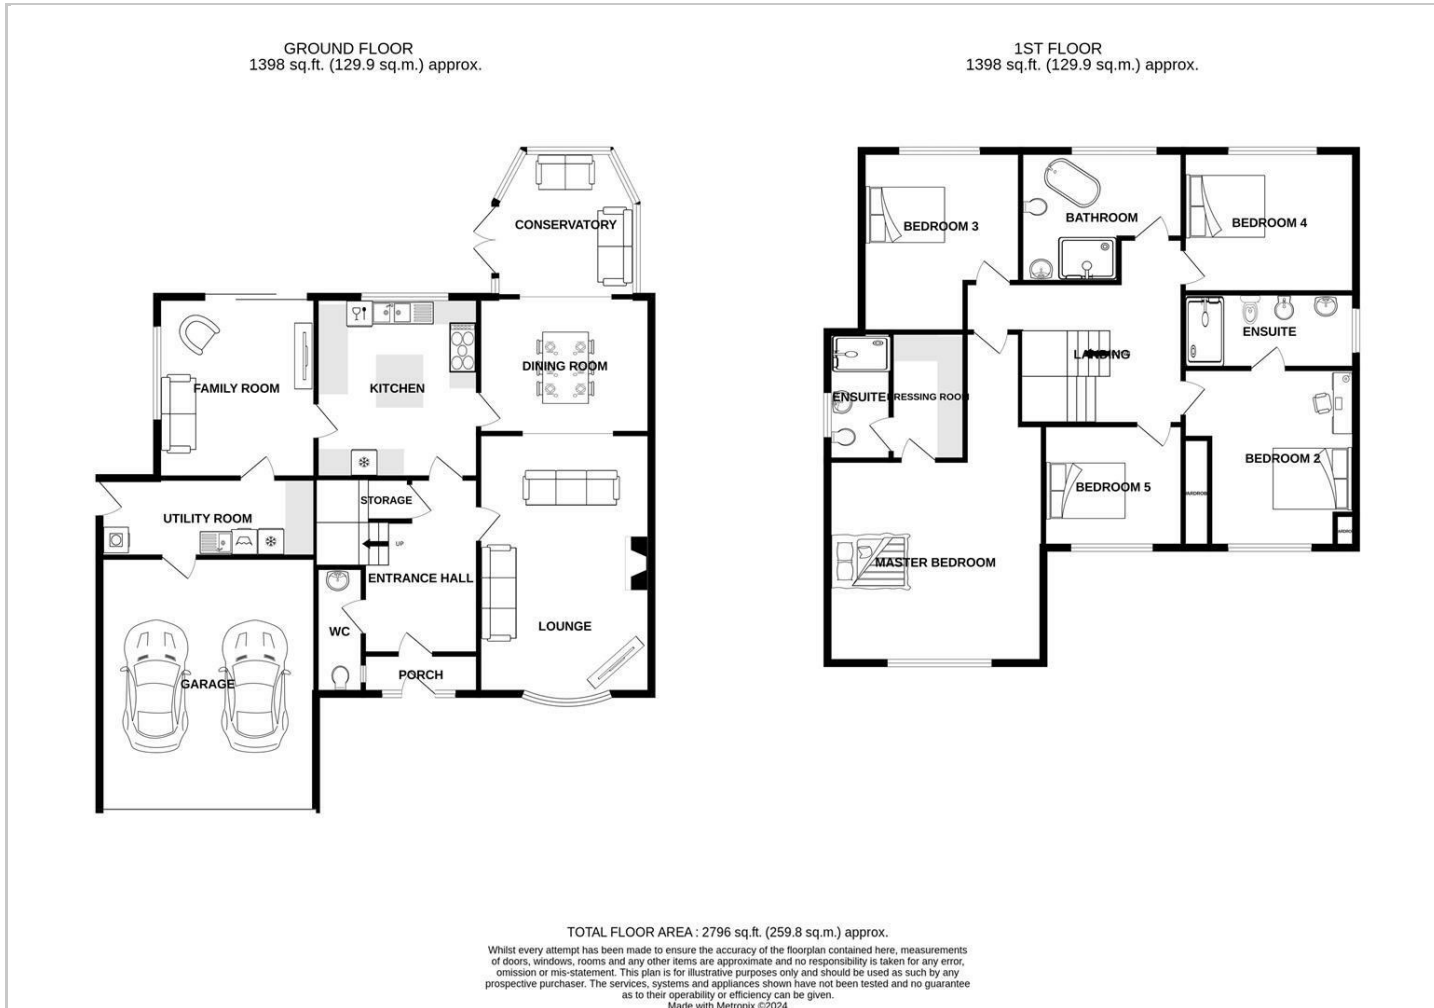 GROUND FLOOR
1398 sq.ft. (129.9 sq.m.) approx.
CONSERVATORY
FAMILY ROOM
KITCHEN
DINING ROOM
STORAGE
UTILITY ROOM
UP
ENTRANCE HALL
LOUNGE
WC
PORCH
GARAGE
1ST FLOOR
1398 sq.ft. (129.9 sq.m.) approx.
BEDROOM 3
BATHROOM
BEDROOM 4
ENSUITE
LANDING
ENSUITE
DRESSING ROOM
BEDROOM 2
BEDROOM 5
MASTER BEDROOM
TOTAL FLOOR AREA : 2796 sq.ft. (259.8 sq.m.) approx.
Whilst every attempt has been made to ensure the accuracy of the floorplan contained here, measurements
of doors, windows, rooms and any other items are approximate and no responsibility is taken for any error,
omission or mis-statement. This plan is for illustrative purposes only and should be used as such by any
prospective purchaser. The services, systems and appliances shown have not been tested and no guarantee
as to their operability or efficiency can be given.
Made with Metropix ©2024